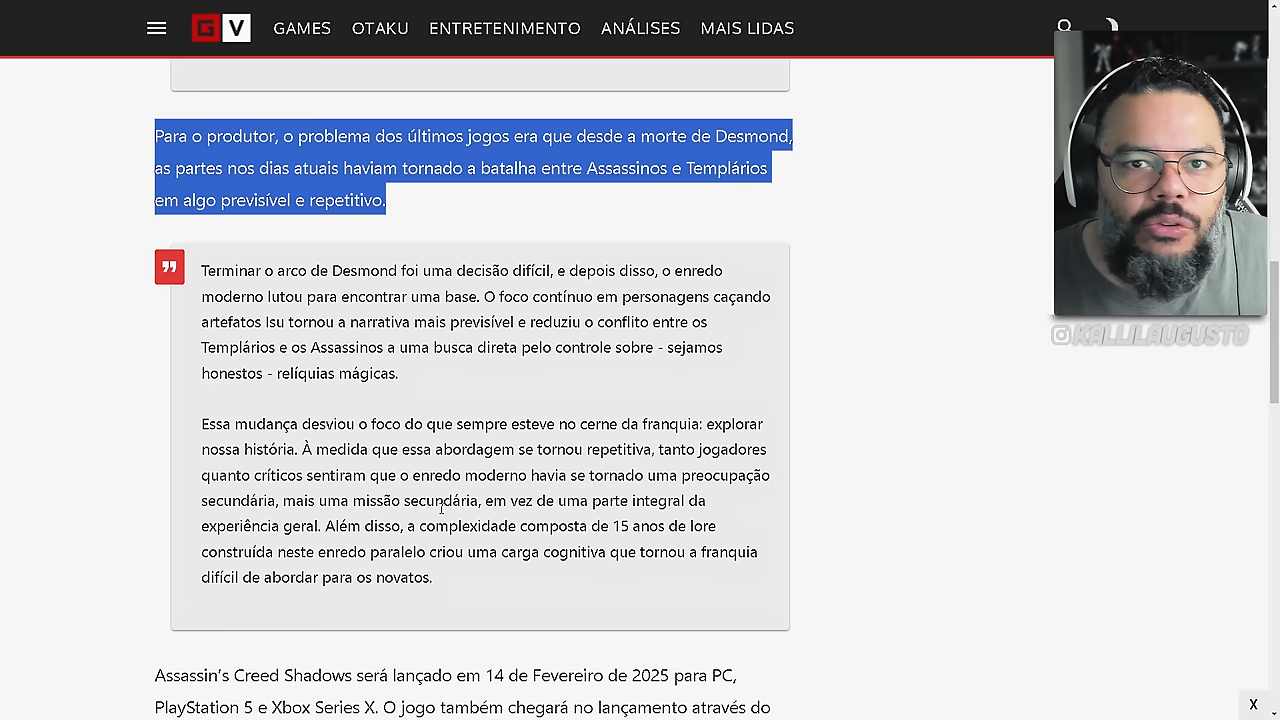 G V GAMES OTAKU ENTRETENIMENTO ANÁLISES MAIS LIDAS
Para o produtor, o problema dos últimos jogos era que desde a morte de Desmond,
as partes nos dias atuais haviam tornado a batalha entre Assassinos e Templários
em algo previsível e repetitivo.
Terminar o arco de Desmond foi uma decisão difícil, e depois disso, o enredo
moderno lutou para encontrar uma base. O foco contínuo em personagens caçando
artefatos Isu tornou a narrativa mais previsível e reduziu o conflito entre os
Templários e os Assassinos a uma busca direta pelo controle sobre - sejamos
honestos - relíquias mágicas.
Essa mudança desviou o foco do que sempre esteve no cerne da franquia: explorar
nossa história. À medida que essa abordagem se tornou repetitiva, tanto jogadores
quanto críticos sentiram que o enredo moderno havia se tornado uma preocupação
secundária, mais uma missão secundária, em vez de uma parte integral da
experiência geral. Além disso, a complexidade composta de 15 anos de lore
construída neste enredo paralelo criou uma carga cognitiva que tornou a franquia
difícil de abordar para os novatos.
Assassin’s Creed Shadows será lançado em 14 de Fevereiro de 2025 para PC,
PlayStation 5 e Xbox Series X. O jogo também chegará no lançamento através do
KALLILAUGUSTO
X